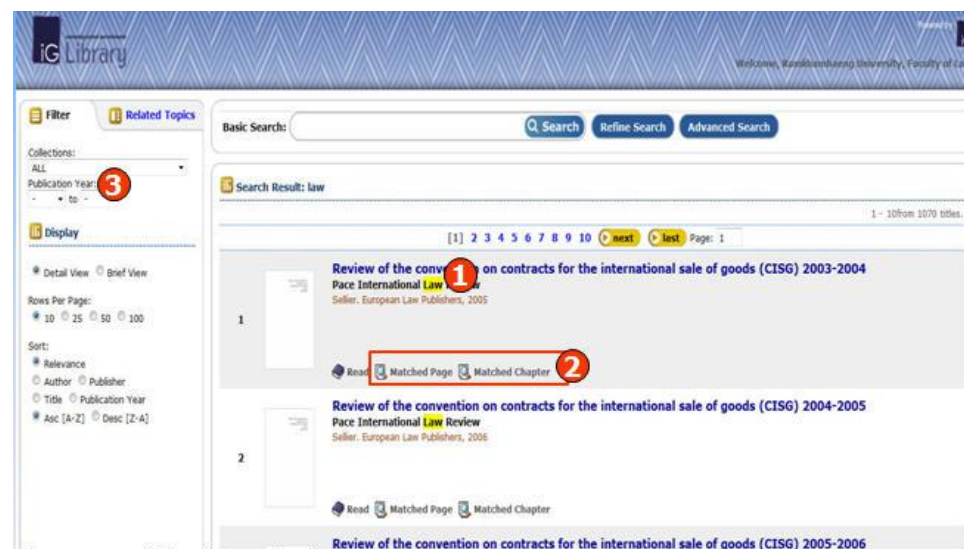 iG Library
Powered by
Welcome, Ramkhamhaeng University, Faculty of
Filter
Related Topics
Collections:
ALL
Publication Year:
- to -
3
Display
Detail View Brief View
Rows Per Page:
10 25 50 100
Sort:
Relevance
Author Publisher
Title Publication Year
Asc [A-Z] Desc [Z-A]
Basic Search: Search Refine Search Advanced Search
Search Result: law
1 - 10from 1070 titles.
[1] 2 3 4 5 6 7 8 9 10 next last Page: 1
1
Review of the on contracts for the international sale of goods (CISG) 2003-2004
1
Pace International Law
Sellier. European Law Publishers, 2005
Read Matched Page Matched Chapter
2
2
Review of the convention on contracts for the international sale of goods (CISG) 2004-2005
Pace International Law Review
Sellier. European Law Publishers, 2006
Read Matched Page Matched Chapter
Review of the convention on contracts for the international sale of goods (CISG) 2005-2006